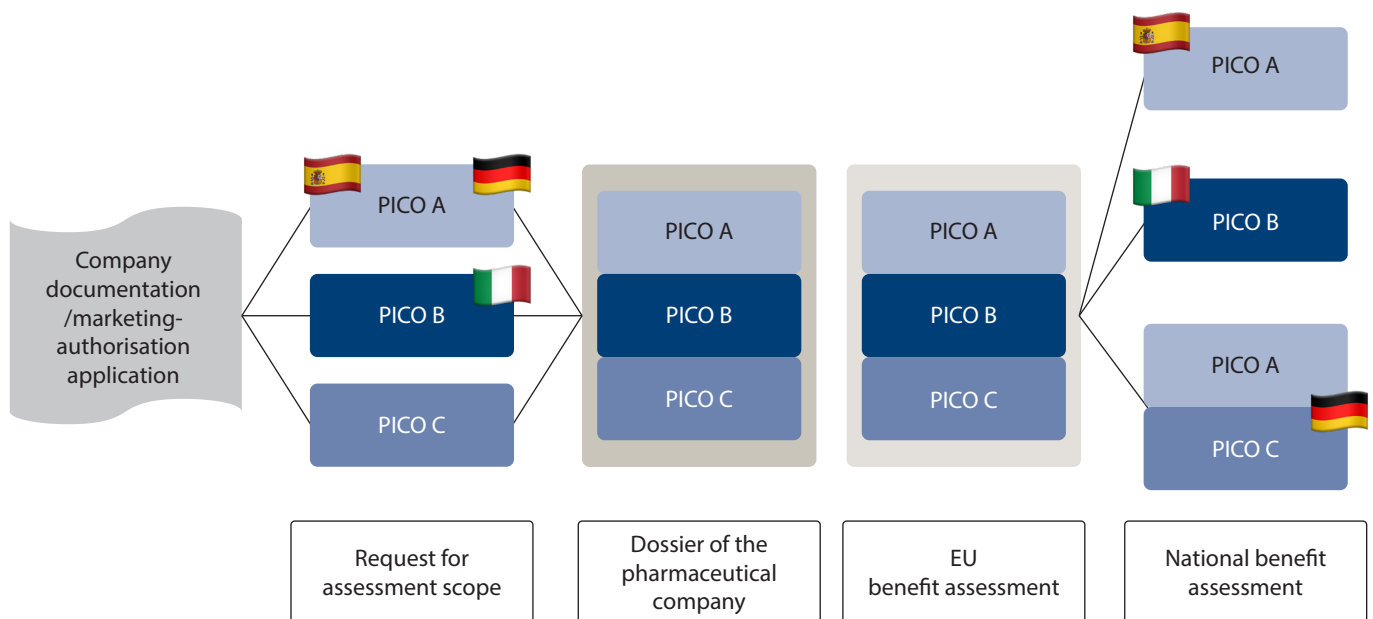 Company
documentation
/marketing-
authorisation
application
PICO A
PICO B
PICO C
Request for
assessment scope
PICO A
PICO B
PICO C
Dossier of the
pharmaceutical
company
PICO A
PICO B
PICO C
EU
benefit assessment
PICO A
PICO B
PICO A
PICO C
National benefit
assessment